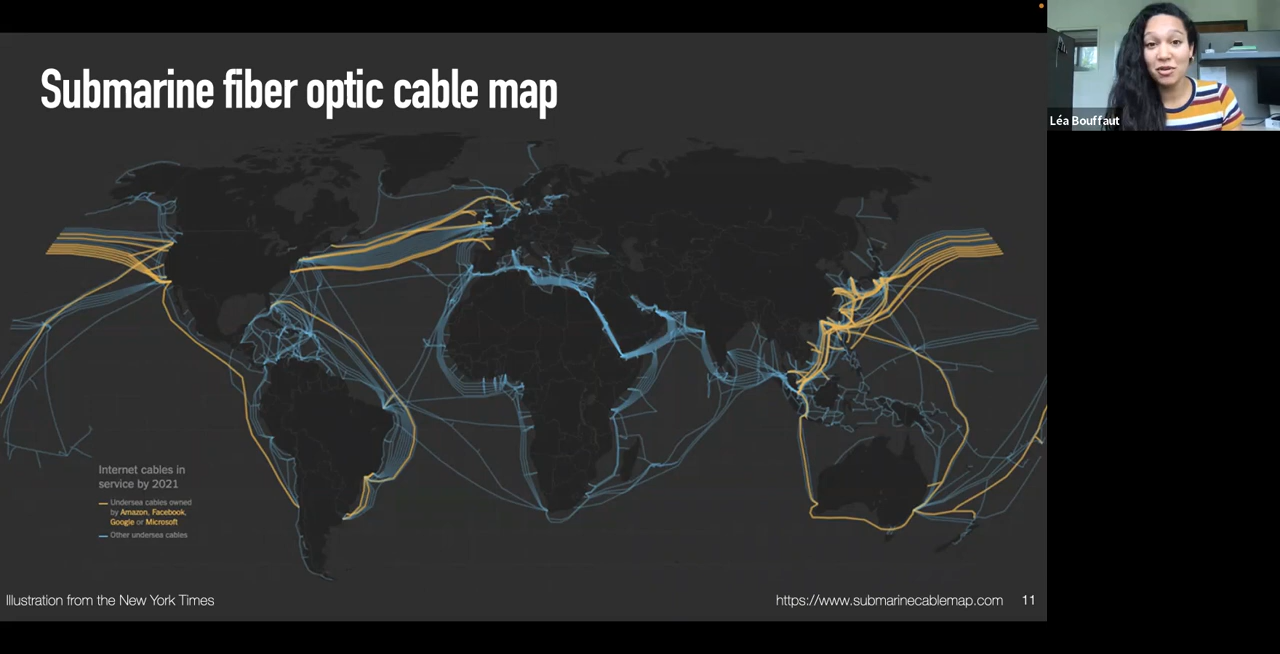 Submarine fiber optic cable map
Léa Bouffaut
Internet cables in
service by 2021
Undersea cables owned
by Amazon, Facebook,
Google or Microsoft
Other undersea cables
Illustration from the New York Times
https://www.submarinecablemap.com
11